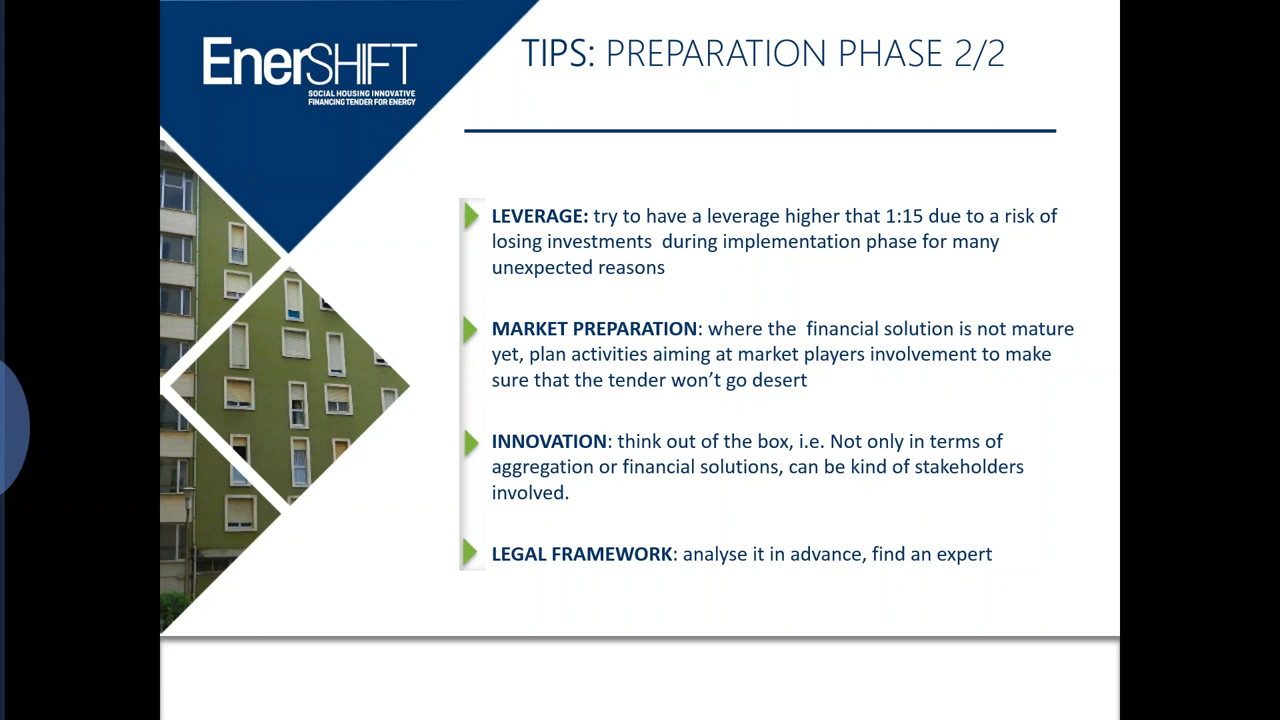 EnerSHIFT
SOCIAL HOUSING INNOVATIVE
FINANCING TENDER FOR ENERGY
TIPS: PREPARATION PHASE 2/2
LEVERAGE: try to have a leverage higher that 1:15 due to a risk of
losing investments  during implementation phase for many
unexpected reasons
MARKET PREPARATION: where the  financial solution is not mature
yet, plan activities aiming at market players involvement to make
sure that the tender won’t go desert
INNOVATION: think out of the box, i.e. Not only in terms of
aggregation or financial solutions, can be kind of stakeholders
involved.
LEGAL FRAMEWORK: analyse it in advance, find an expert